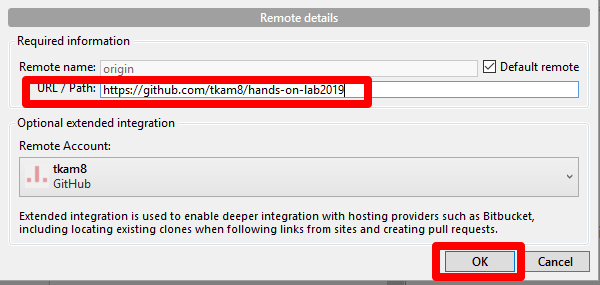 Remote details
Required information
Remote name: origin Default remote
URL / Path: https://github.com/tkam8/hands-on-lab2019
Optional extended integration
Remote Account:
tkam8
GitHub
Extended integration is used to enable deeper integration with hosting providers such as Bitbucket,
including locating existing clones when following links from sites and creating pull requests.
OK Cancel